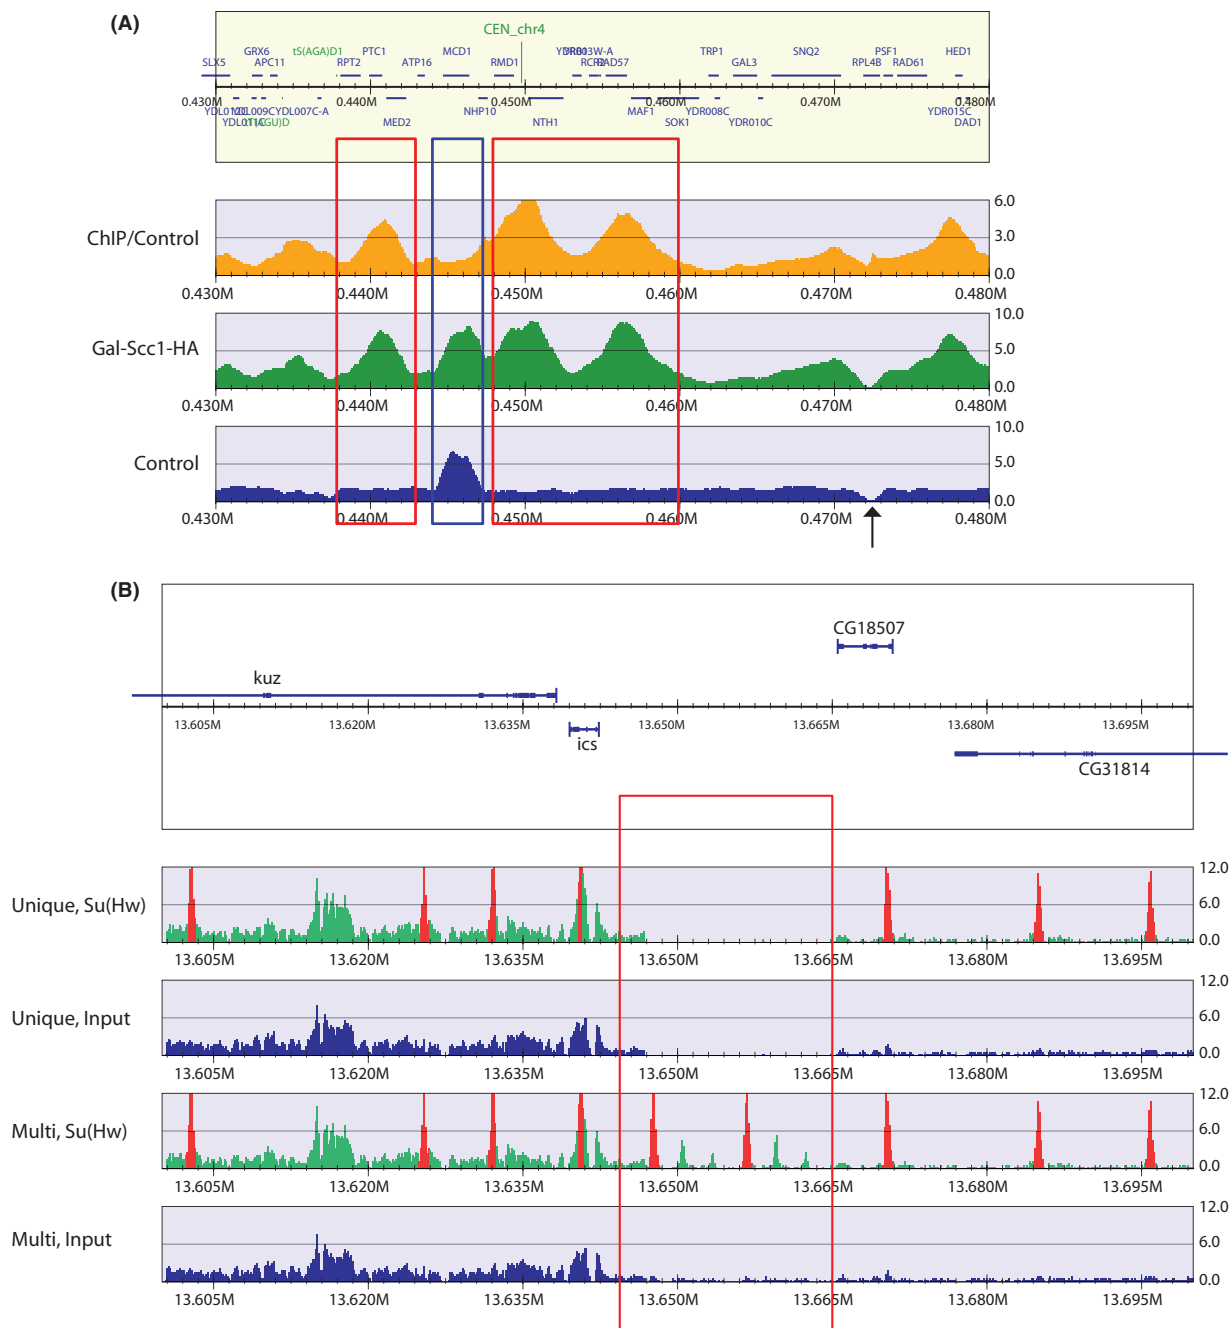 (A)
CEN_chr4
GRX6 tS(AGA)D1 PTC1 MCD1 TRP1 SNQ2 PSF1 HED1
SLX5 APC11 RPT2 ATP16 RMD1 RAD57 GAL3 RPL4B RAD61
0.430M 0.440M 0.450M 0.460M 0.470M 0.480M
YDL007C-A NHP10 YDR008C YDR015C
MED2 NTH1 MAF1 SOK1 YDR010C DAD1
ChIP/Control
6.0
3.0
0.0
0.430M 0.440M 0.450M 0.460M 0.470M 0.480M
Gal-Scc1-HA
10.0
5.0
0.0
0.430M 0.440M 0.450M 0.460M 0.470M 0.480M
Control
10.0
5.0
0.0
0.430M 0.440M 0.450M 0.460M 0.470M 0.480M
(B)
CG18507
kuz
13.605M 13.620M 13.635M 13.650M 13.665M 13.680M 13.695M
ics
CG31814
Unique, Su(Hw)
12.0
6.0
0.0
13.605M 13.620M 13.635M 13.650M 13.665M 13.680M 13.695M
Unique, Input
12.0
6.0
0.0
13.605M 13.620M 13.635M 13.650M 13.665M 13.680M 13.695M
Multi, Su(Hw)
12.0
6.0
0.0
13.605M 13.620M 13.635M 13.650M 13.665M 13.680M 13.695M
Multi, Input
12.0
6.0
0.0
13.605M 13.620M 13.635M 13.650M 13.665M 13.680M 13.695M